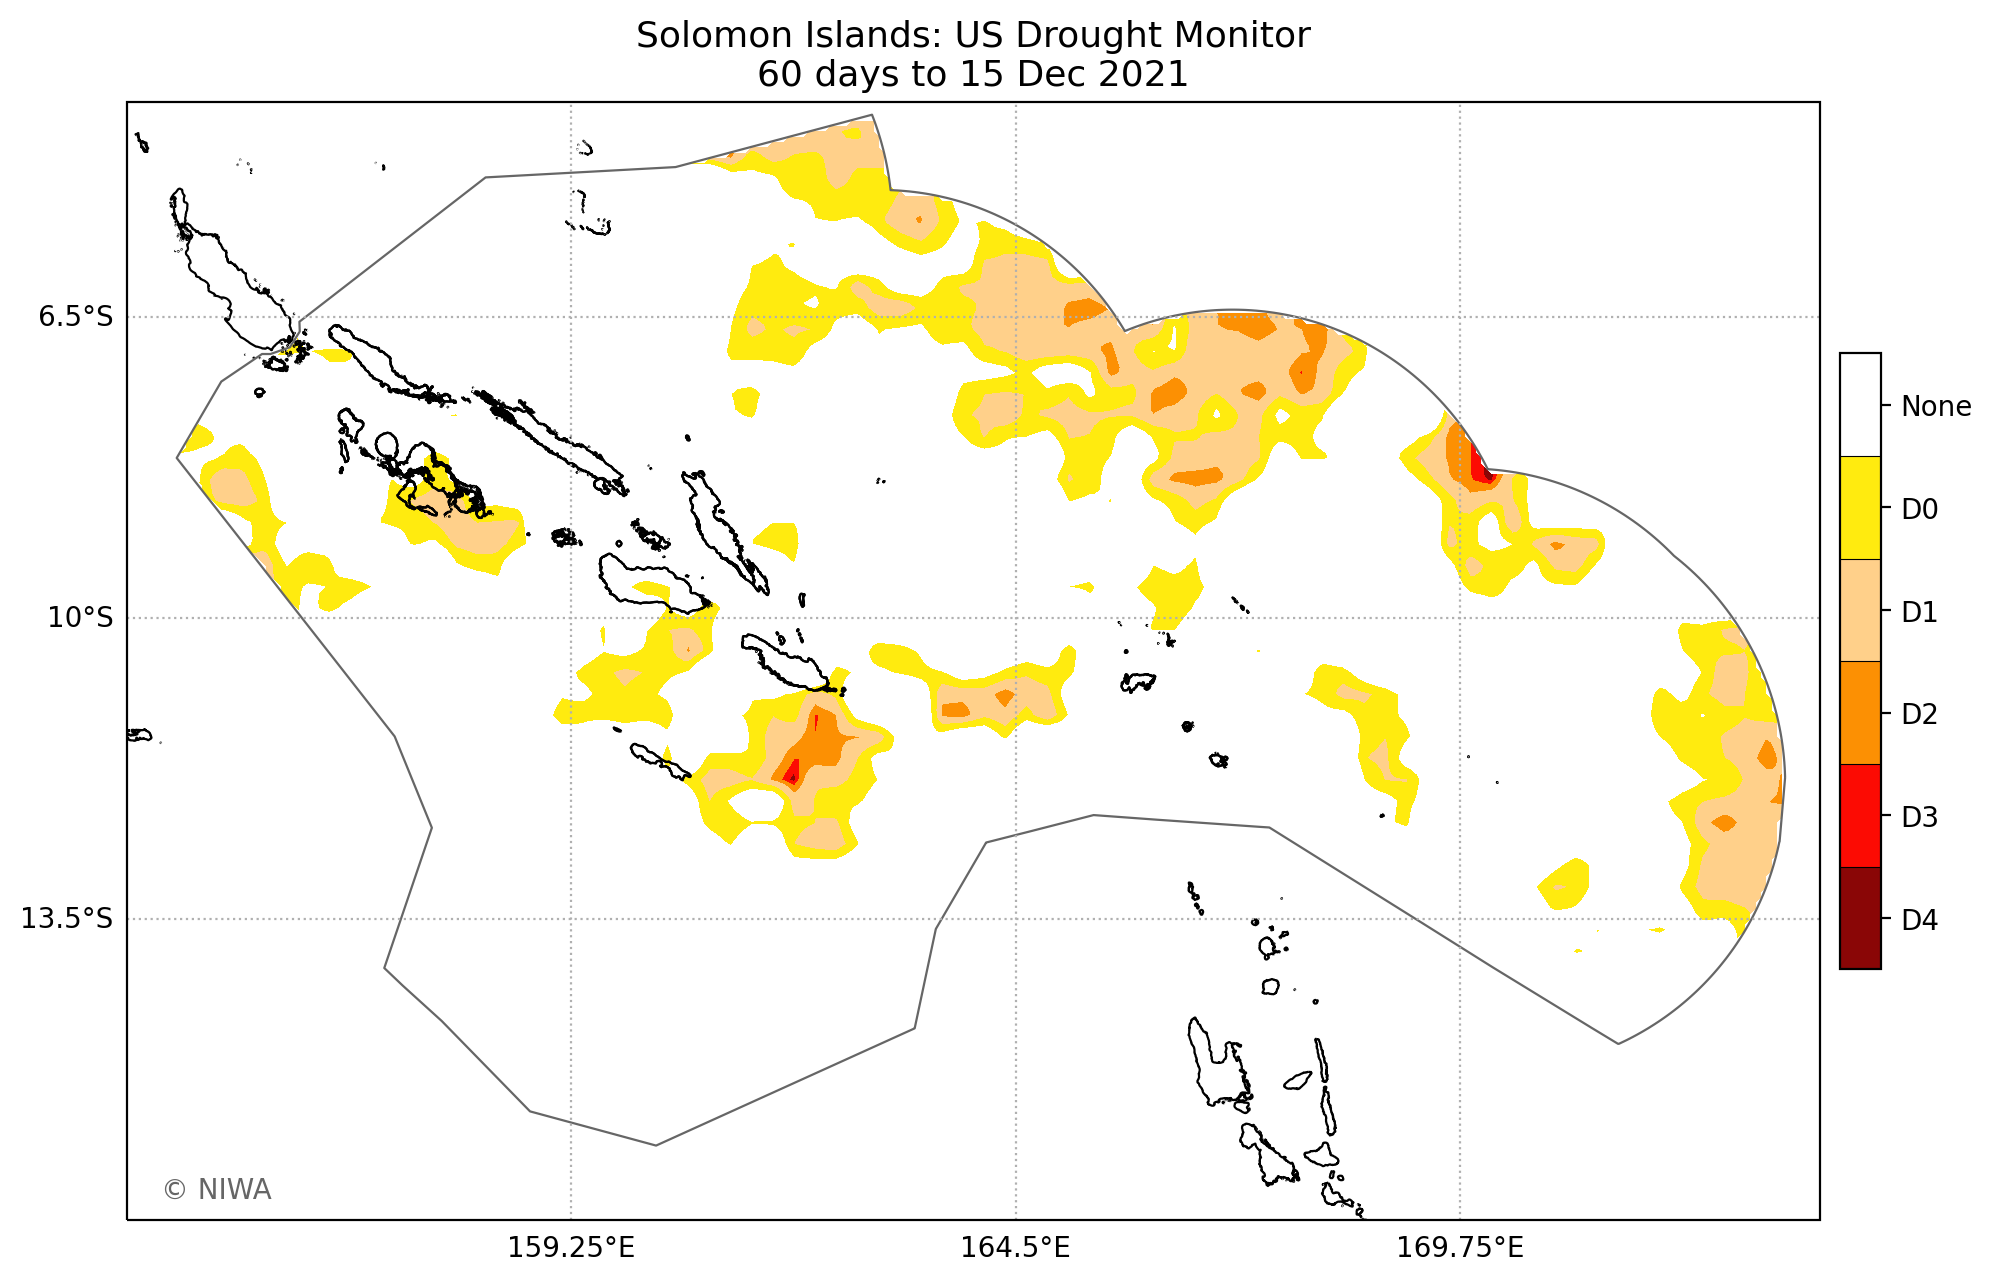 Solomon Islands: US Drought Monitor
60 days to 15 Dec 2021
6.5°S
10°S
13.5°S
159.25°E
164.5°E
169.75°E
None
D0
D1
D2
D3
D4
© NIWA